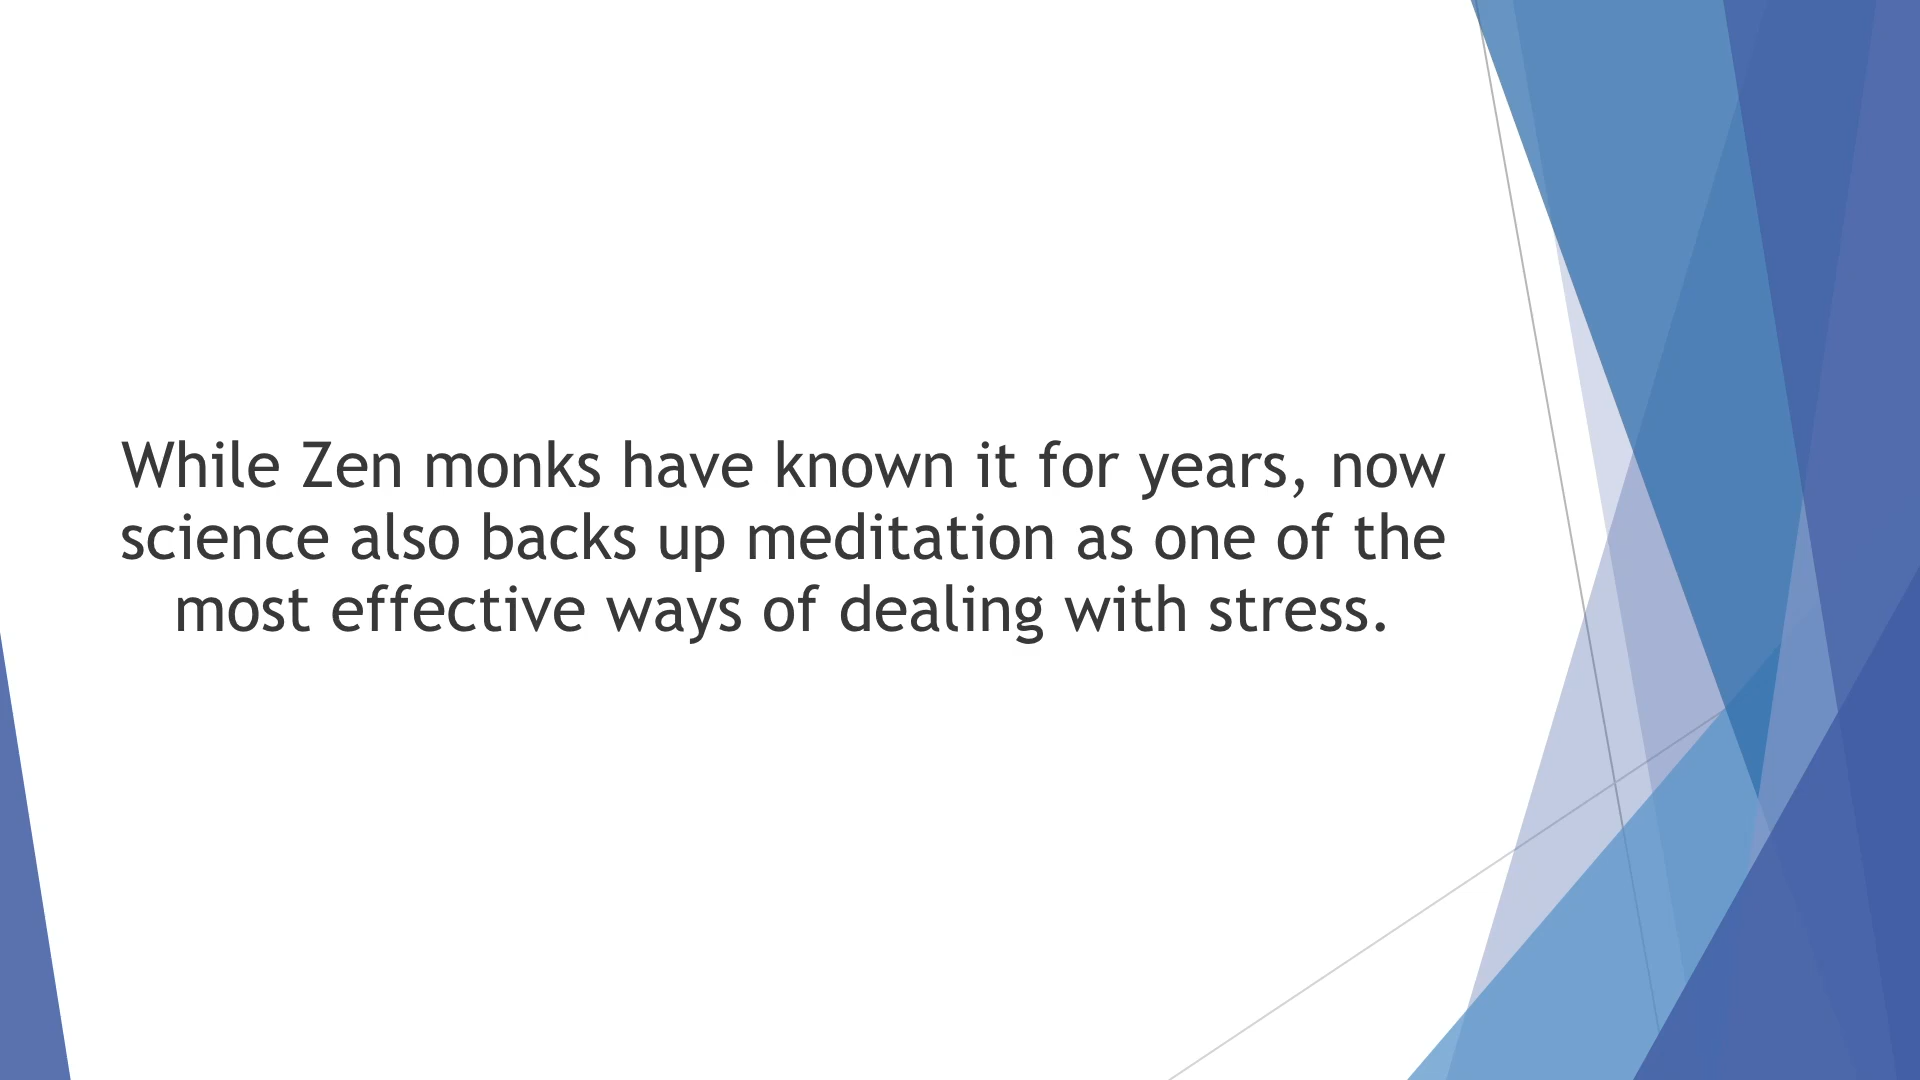 While Zen monks have known it for years, now
science also backs up meditation as one of the
most effective ways of dealing with stress.